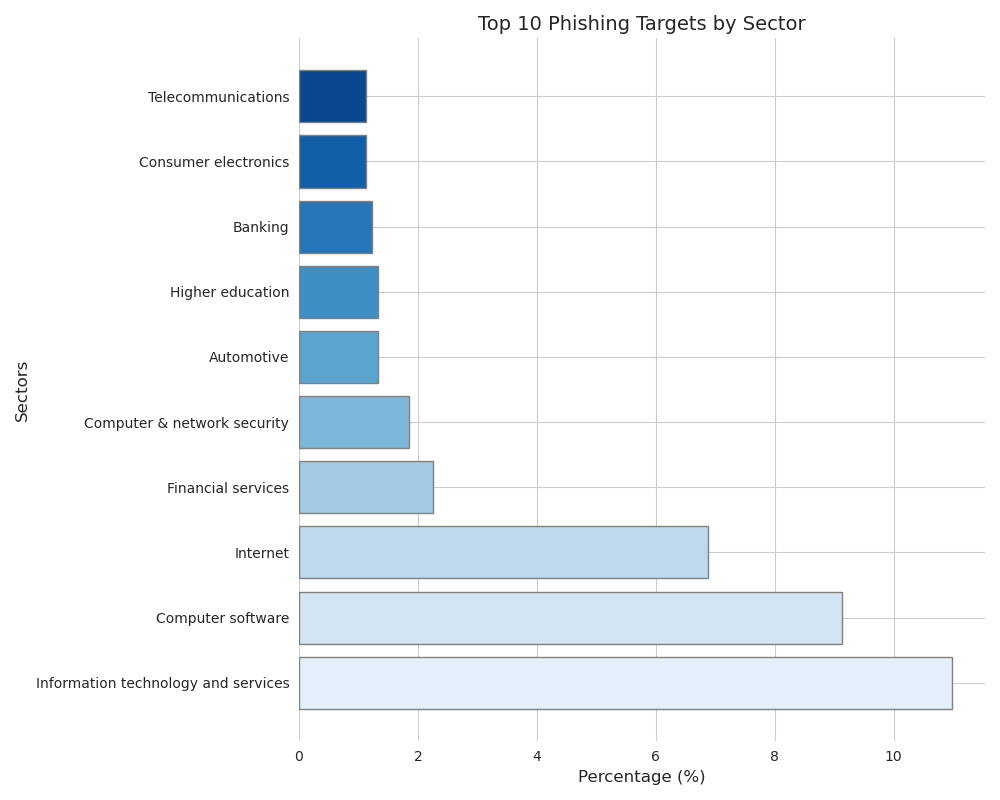 Top 10 Phishing Targets by Sector
Telecommunications
Consumer electronics
Banking
Higher education
Automotive
Computer & network security
Financial services
Internet
Computer software
Information technology and services
Sectors
0 2 4 6 8 10
Percentage (%)